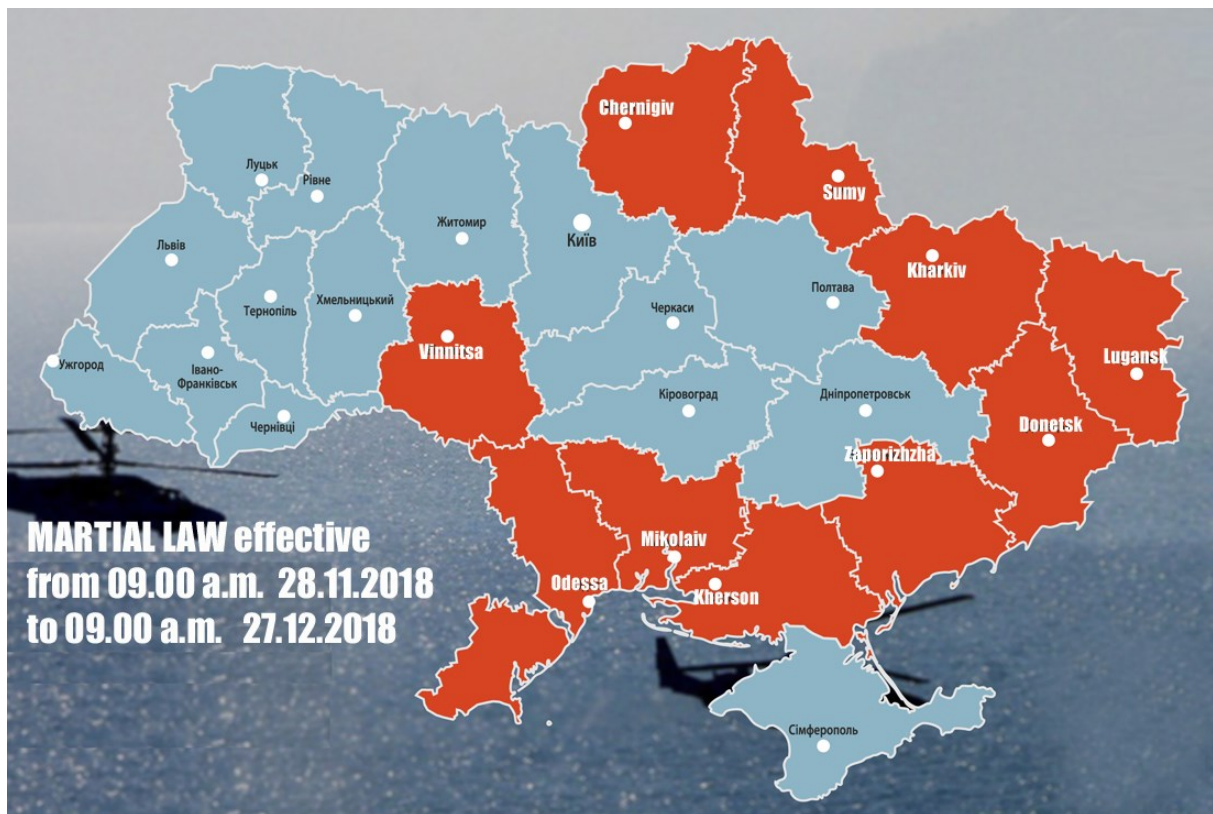 Chernigiv
Sumy
Луцьк
Рівне
Житомир
Київ
Львів
Kharkiv
Тернопіль
Хмельницький
Черкаси
Полтава
Vinnitsa
Lugansk
Ужгород
Івано-
Франківськ
Кіровоград
Дніпропетровськ
Чернівці
Donetsk
Zaporizhzha
MARTIAL LAW effective
from 09.00 a.m. 28.11.2018
to 09.00 a.m. 27.12.2018
Mikolaiv
Odessa
Kherson
Сімферополь